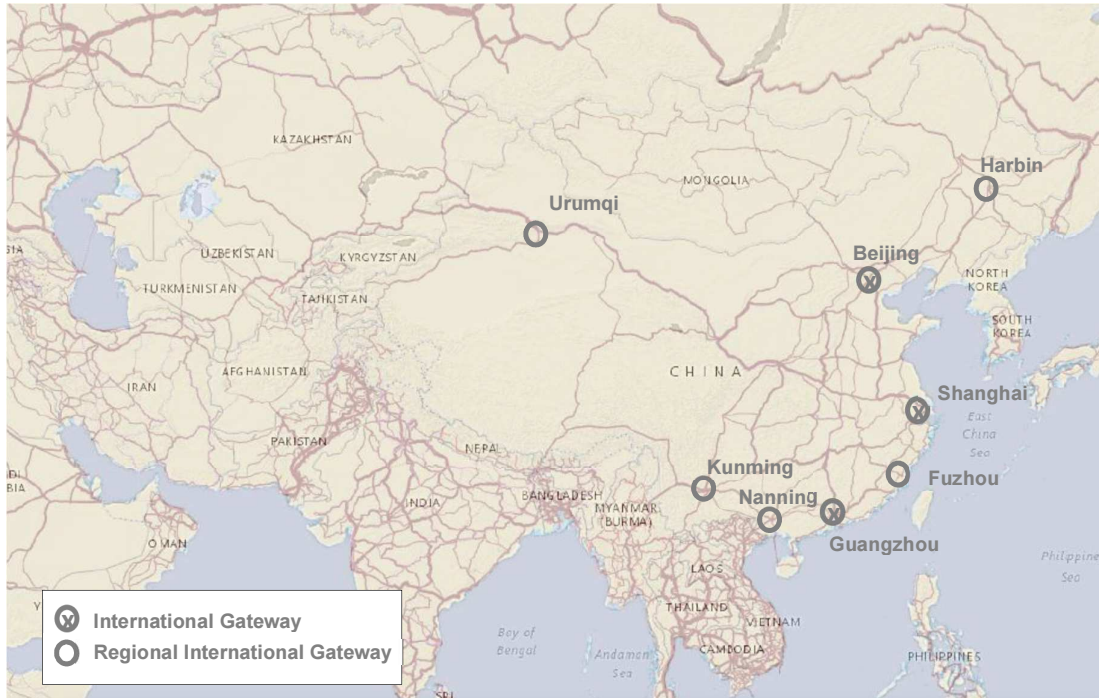 KAZAKHSTAN
Harbin
MONGOLIA
Urumqi
UZBEKISTAN
KYRGYZSTAN
Beijing
NORTH
KOREA
TURKMENISTAN
TAJIKISTAN
SOUTH
KOREA
AFGHANISTAN
CHINA
IRAN
Shanghai
East
China
Sea
PAKISTAN
NEPAL
Kunming
Fuzhou
BANGLADESH
Nanning
INDIA
MYANMAR
(BURMA)
Guangzhou
OMAN
Philippine
Sea
LAOS
THAILAND
VIETNAM
International Gateway
Regional International Gateway
Bay of
Bengal
Andaman
Sea
CAMBODIA
PHILIPPINES
SRI